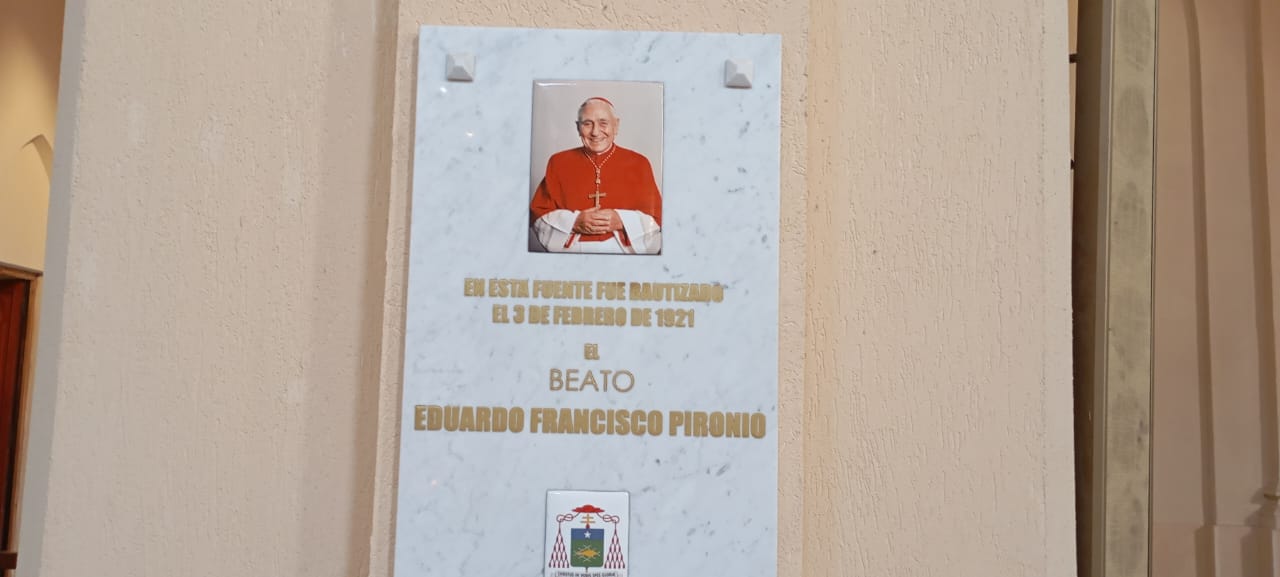 EN ESTA FUENTE FUE BAUTIZADO
EL 3 DE FEBRERO DE 1921
EL
BEATO
EDUARDO FRANCISCO PIRONIO